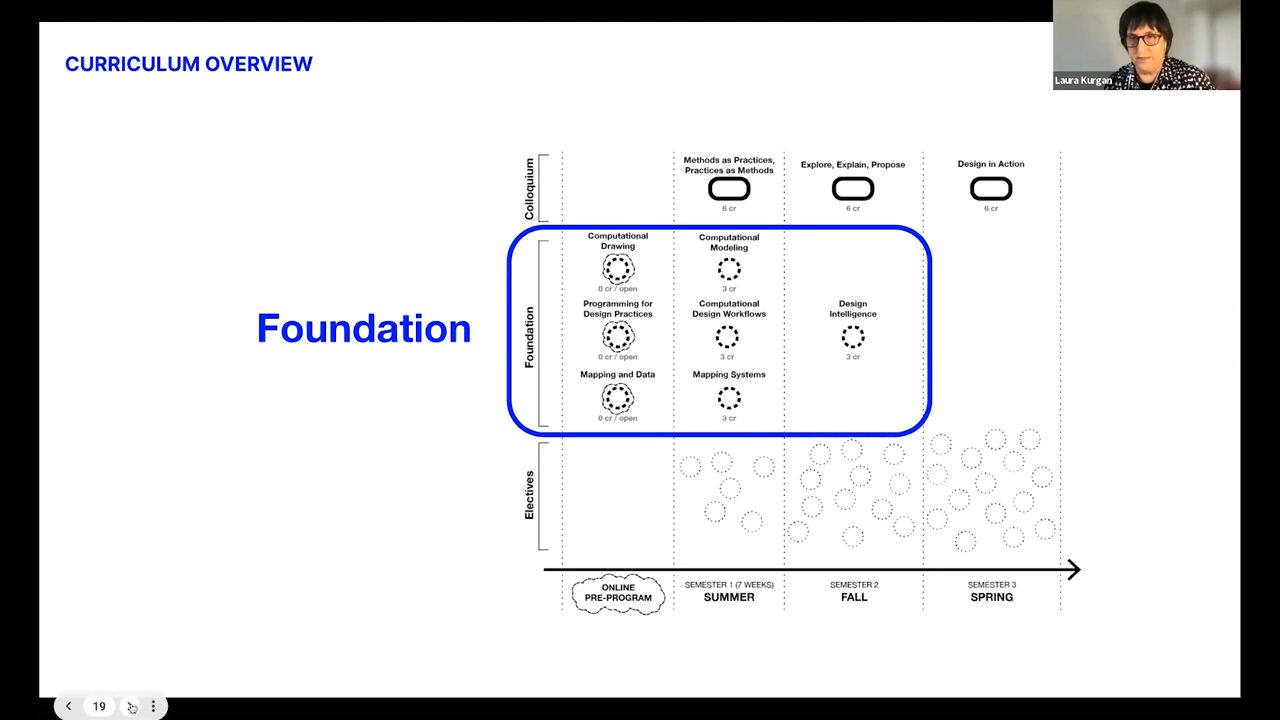 CURRICULUM OVERVIEW
Laura Kurgan
Colloquium
Methods as Practices,
Practices as Methods
6 cr
Explore, Explain, Propose
6 cr
Design in Action
6 cr
Foundation
Foundation
Computational
Drawing
0 cr / open
Computational
Modeling
3 cr
Programming for
Design Practices
0 cr / open
Computational
Design Workflows
3 cr
Design
Intelligence
3 cr
Mapping and Data
0 cr / open
Mapping Systems
3 cr
Electives
ONLINE
PRE-PROGRAM
SEMESTER 1 (7 WEEKS)
SUMMER
SEMESTER 2
FALL
SEMESTER 3
SPRING
19